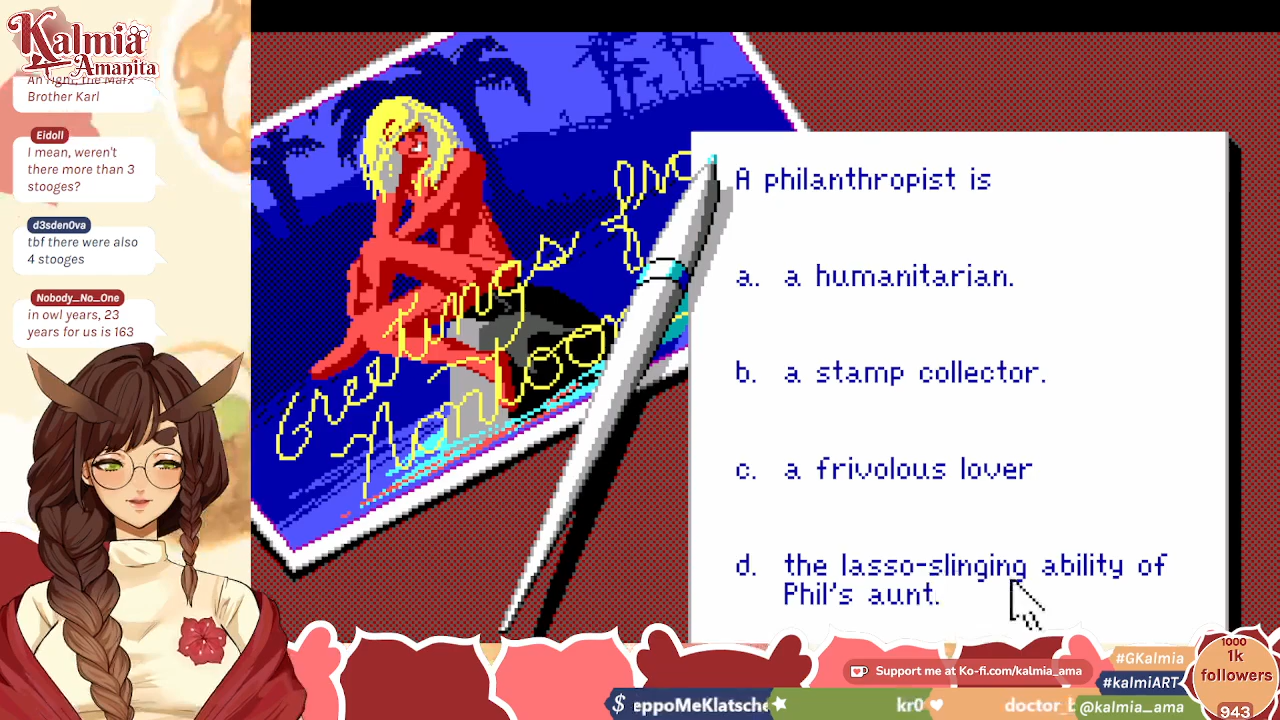 Kalmia
Amanita
Ah right, the Marx
Brother Karl
Eidoll
I mean, weren't
there more than 3
stooges?
d3sden0va
tbf there were also
4 stooges
Nobody_No_One
in owl years, 23
years for us is 163
Greetings fro
Nontoo
A philanthropist is
a. a humanitarian.
b. a stamp collector.
c. a frivolous lover
d. the lasso-slinging ability of
Phil's aunt.
Support me at Ko-fi.com/kalmia_ama
#GKalmia
#kalmiART
@kalmia_ama
1000
1k
followers
943
$ eppoMeKlatsche
kr0
doctor_b